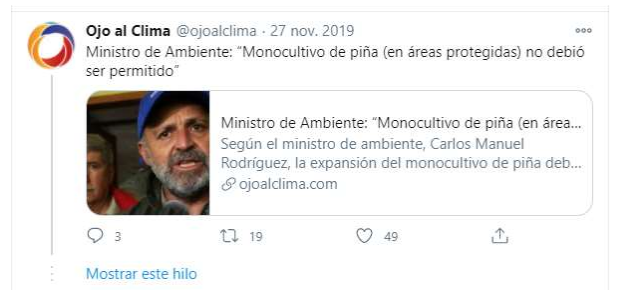 Ojo al Clima @ojoalclima · 27 nov. 2019
Ministro de Ambiente: “Monocultivo de piña (en áreas protegidas) no debió
ser permitido”
Ministro de Ambiente: “Monocultivo de piña (en área...
Según el ministro de ambiente, Carlos Manuel
Rodríguez, la expansión del monocultivo de piña deb...
ojoalclima.com
3 19 49
Mostrar este hilo